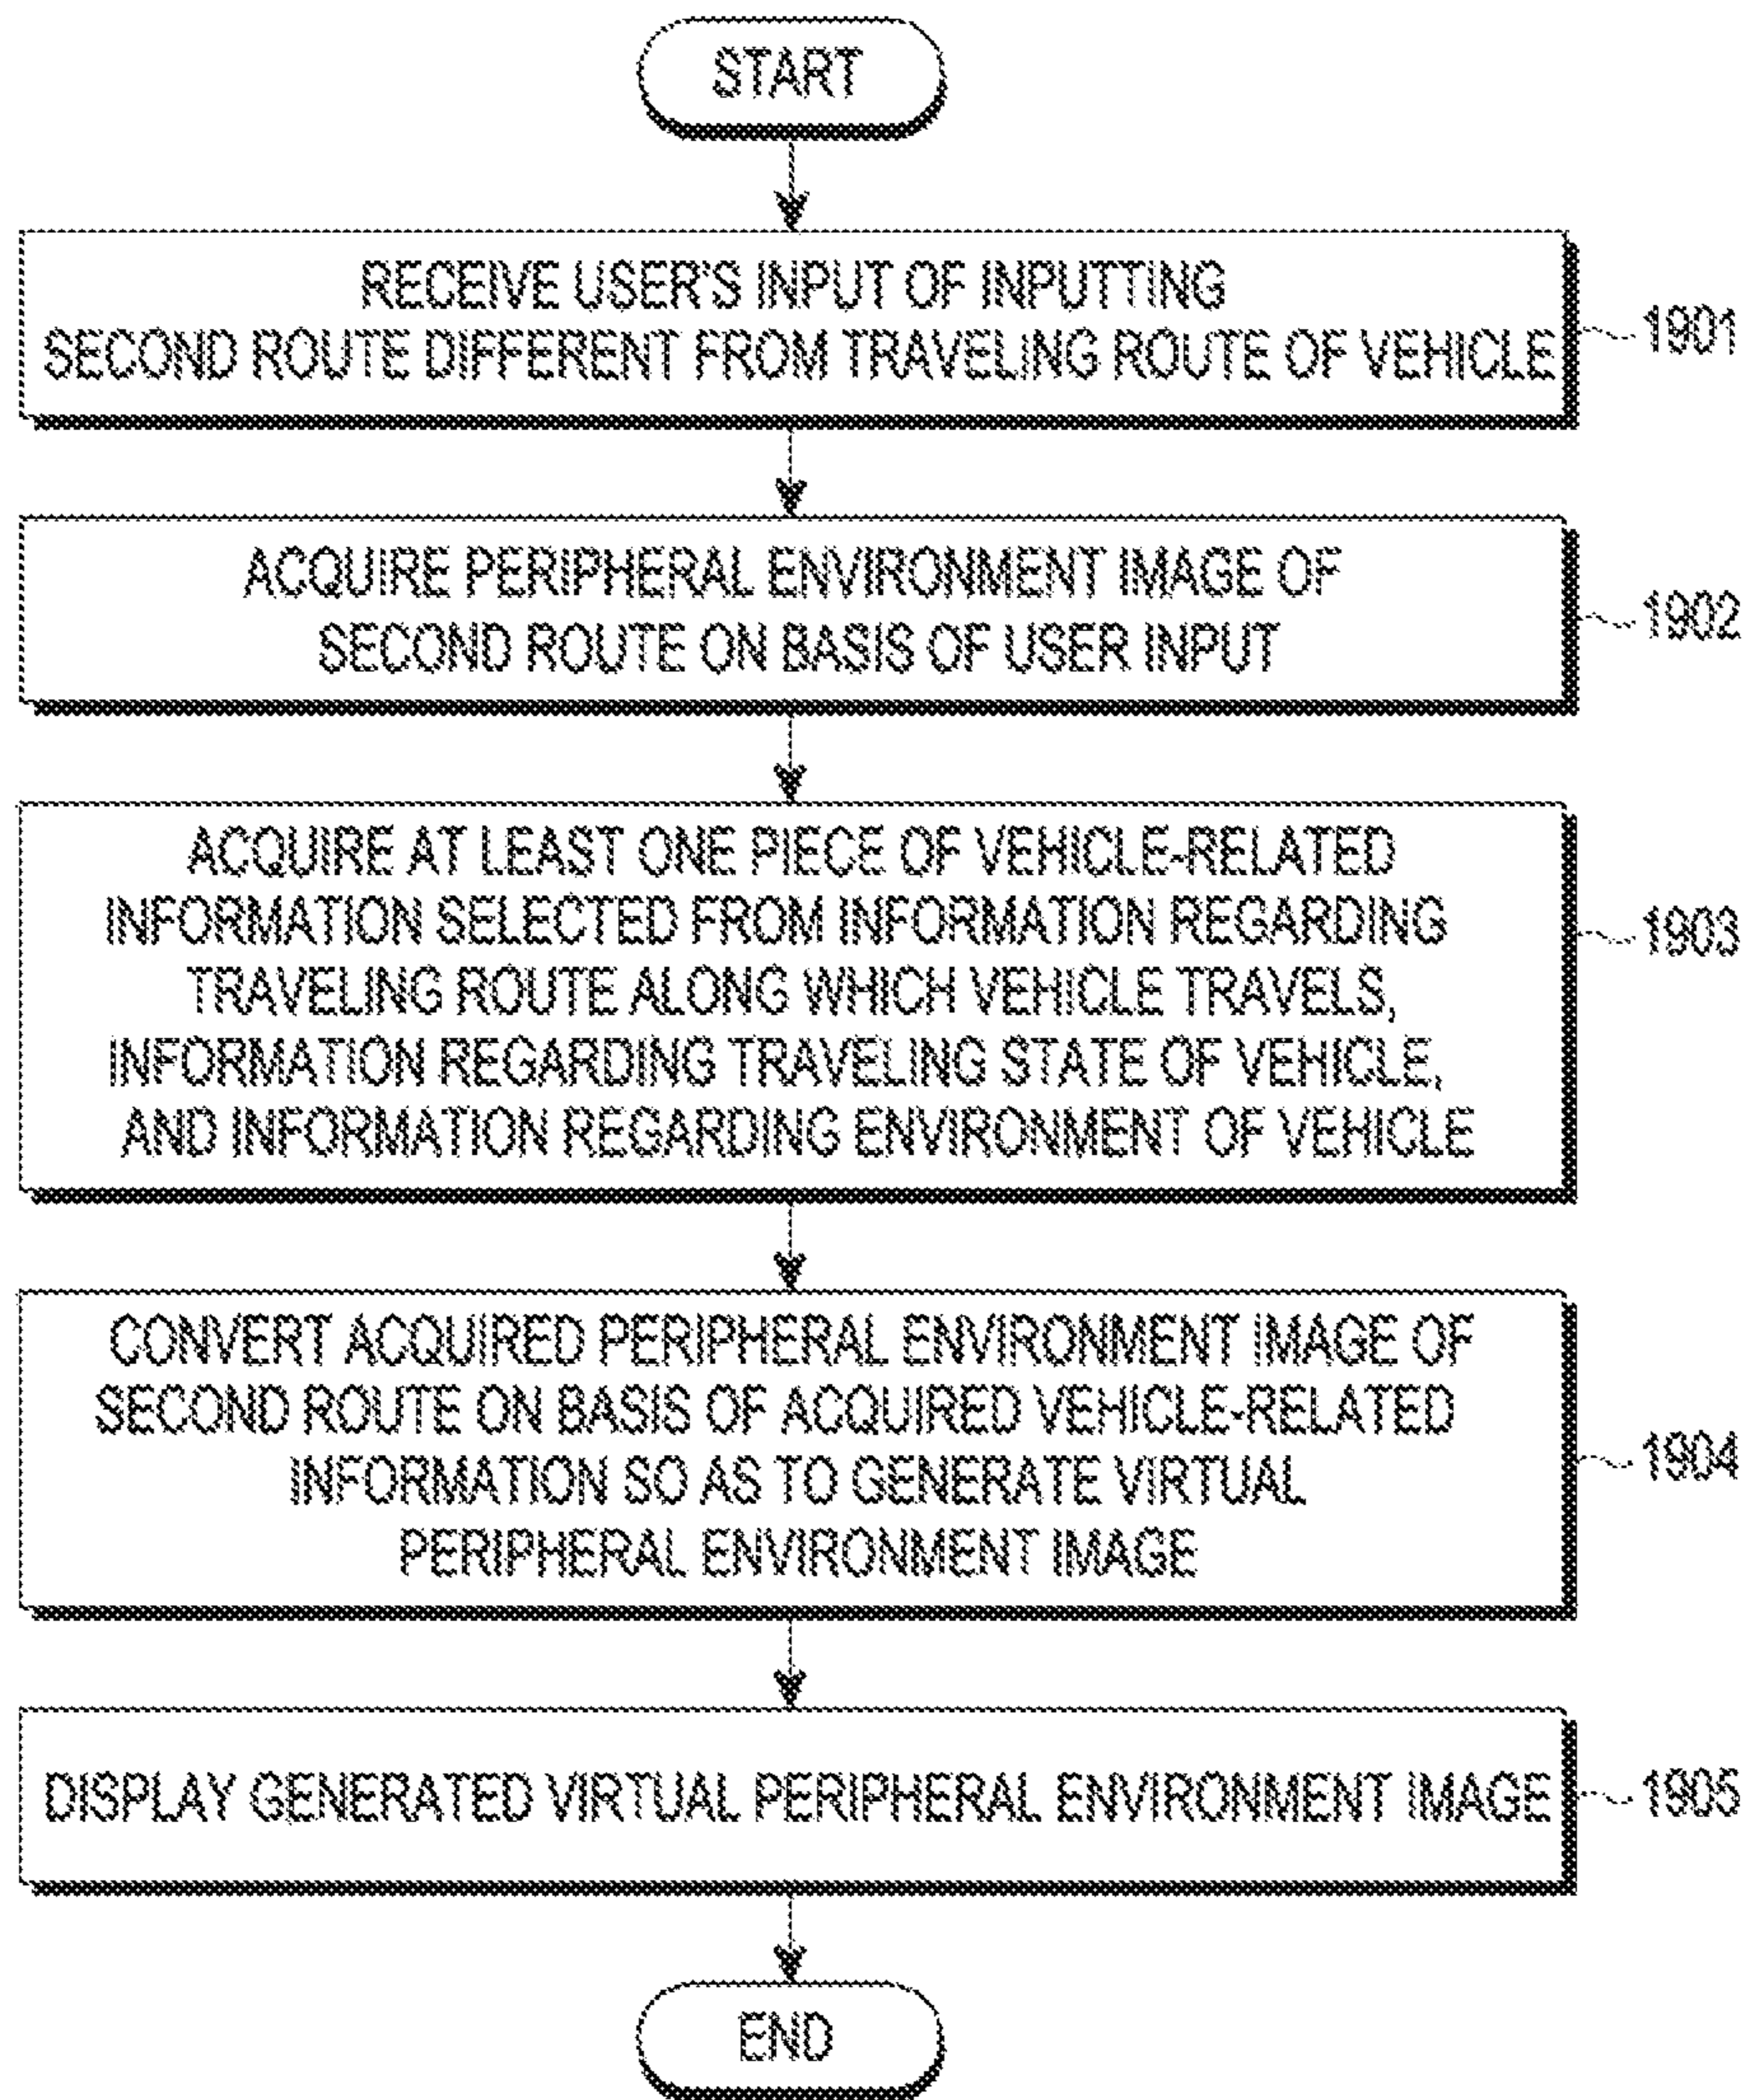 START
RECEIVE USER'S INPUT OF INPUTTING
SECOND ROUTE DIFFERENT FROM TRAVELING ROUTE OF VEHICLE
1901
ACQUIRE PERIPHERAL ENVIRONMENT IMAGE OF
SECOND ROUTE ON BASIS OF USER INPUT
1902
ACQUIRE AT LEAST ONE PIECE OF VEHICLE-RELATED
INFORMATION SELECTED FROM INFORMATION REGARDING
TRAVELING ROUTE ALONG WHICH VEHICLE TRAVELS,
INFORMATION REGARDING TRAVELING STATE OF VEHICLE,
AND INFORMATION REGARDING ENVIRONMENT OF VEHICLE
1903
CONVERT ACQUIRED PERIPHERAL ENVIRONMENT IMAGE OF
SECOND ROUTE ON BASIS OF ACQUIRED VEHICLE-RELATED
INFORMATION SO AS TO GENERATE VIRTUAL
PERIPHERAL ENVIRONMENT IMAGE
1904
DISPLAY GENERATED VIRTUAL PERIPHERAL ENVIRONMENT IMAGE
1905
END